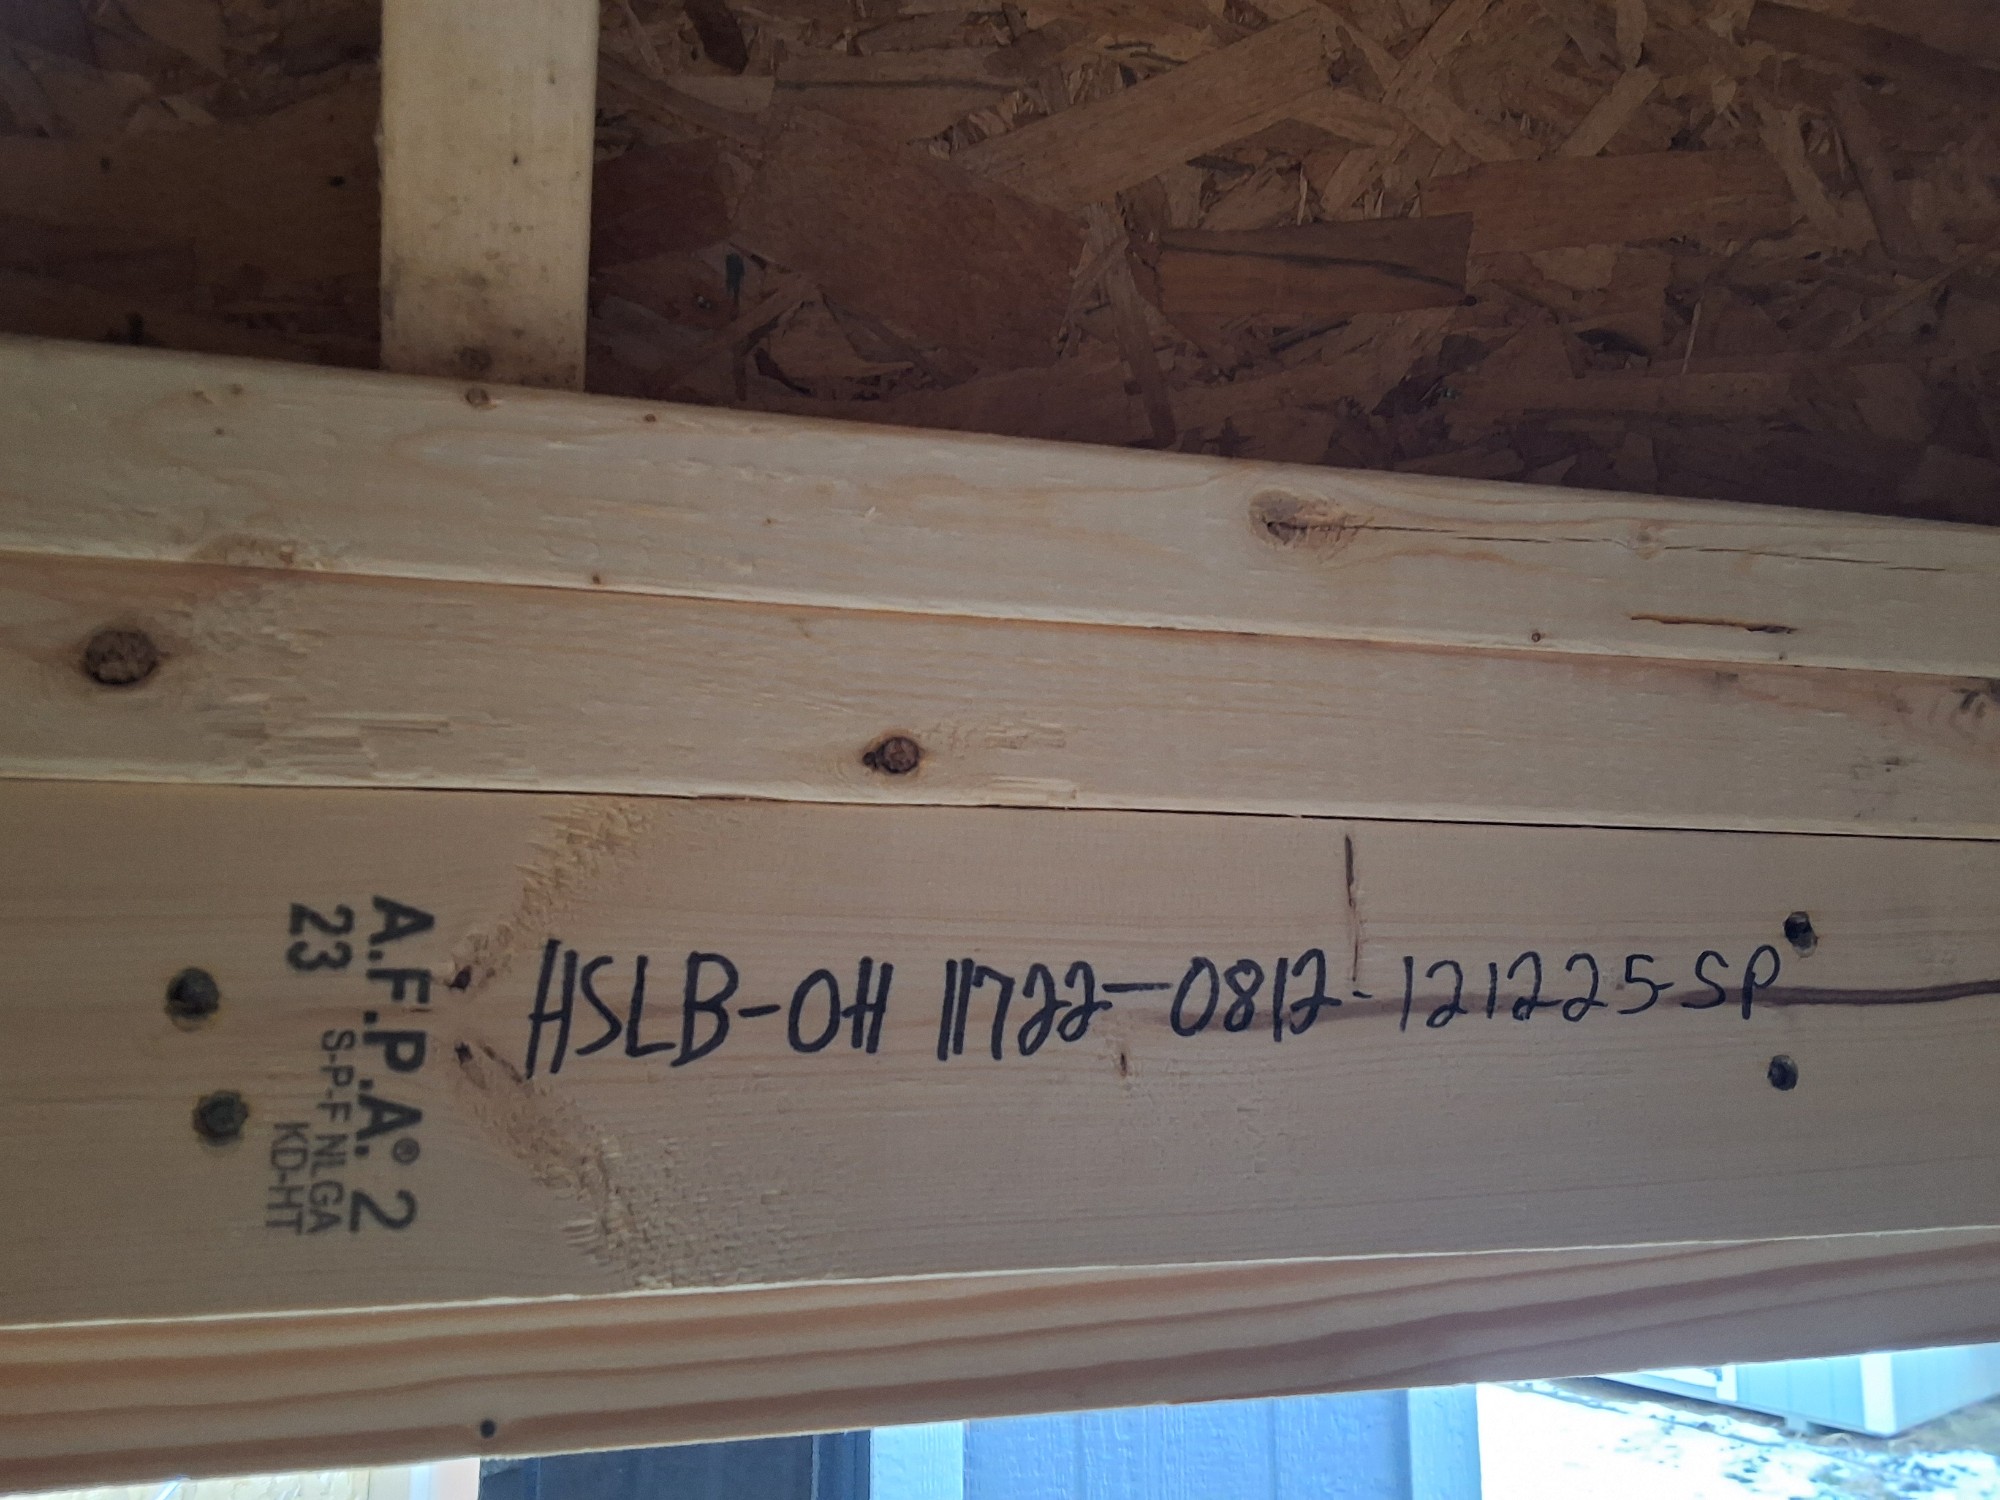 HSLB-OH 11722-0812-121225-SP
A.F.P.A.® 2
23 S-P-F NLGA
KD-HT